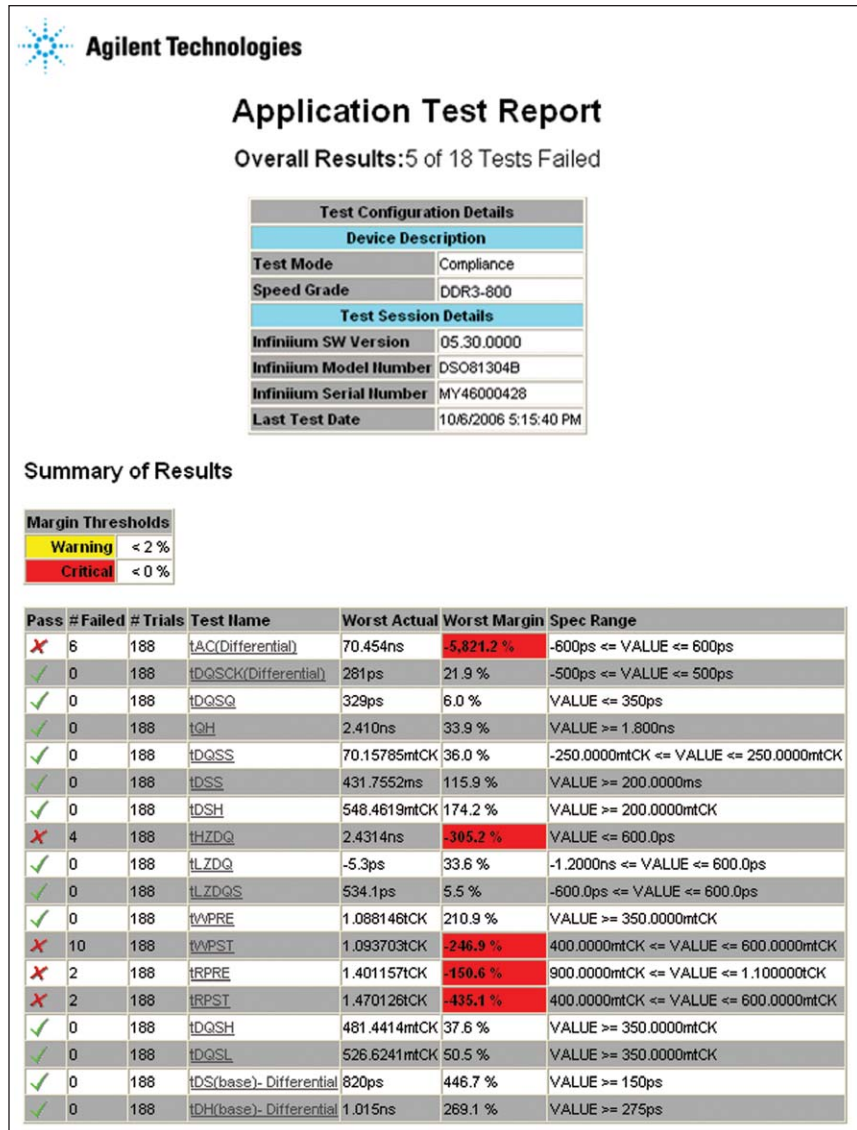 Agilent Technologies
Application Test Report
Overall Results:5 of 18 Tests Failed
Test Configuration Details
Device Description
Test Mode Compliance
Speed Grade DDR3-800
Test Session Details
Infiniium SW Version 05.30.0000
Infiniium Model Number DSO81304B
Infiniium Serial Number MY46000428
Last Test Date 10/6/2006 5:15:40 PM
Summary of Results
Margin Thresholds
Warning < 2 %
Critical < 0 %
Pass # Failed # Trials Test Name Worst Actual Worst Margin Spec Range
6 188 tAC(Differential) 70.454ns -5,821.2 % -600ps <= VALUE <= 600ps
0 188 tDQSCK(Differential) 281ps 21.9 % -500ps <= VALUE <= 500ps
0 188 tDQSQ 329ps 6.0 % VALUE <= 350ps
0 188 tQH 2.410ns 33.9 % VALUE >= 1.800ns
0 188 tDQSS 70.15785mtCK 36.0 % -250.0000mtCK <= VALUE <= 250.0000mtCK
0 188 tDSS 431.7552ms 115.9 % VALUE >= 200.0000ms
0 188 tDSH 548.4619mtCK 174.2 % VALUE >= 200.0000mtCK
4 188 tHZDQ 2.4314ns -305.2 % VALUE <= 600.0ps
0 188 tLZDQ -5.3ps 33.6 % -1.2000ns <= VALUE <= 600.0ps
0 188 tLZDQS 534.1ps 5.5 % -600.0ps <= VALUE <= 600.0ps
0 188 tWPRE 1.088146tCK 210.9 % VALUE >= 350.0000mtCK
10 188 tWPST 1.093703tCK -246.9 % 400.0000mtCK <= VALUE <= 600.0000mtCK
2 188 tRPRE 1.401157tCK -150.6 % 900.0000mtCK <= VALUE <= 1.100000tCK
2 188 tRPST 1.470126tCK -435.1 % 400.0000mtCK <= VALUE <= 600.0000mtCK
0 188 tDQSH 481.4414mtCK 37.6 % VALUE >= 350.0000mtCK
0 188 tDQSL 526.6241mtCK 50.5 % VALUE >= 350.0000mtCK
0 188 tDS(base)- Differential 820ps 446.7 % VALUE >= 150ps
0 188 tDH(base)- Differential 1.015ns 269.1 % VALUE >= 275ps